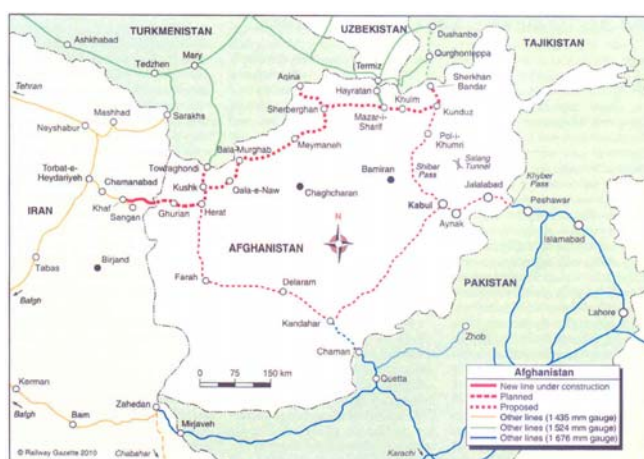 TURKMENISTAN
UZBEKISTAN
TAJIKISTAN
Ashkhabad
Tedzhen
Mary
Dushanbe
Qurghonteppa
(Termiz
Hayratan
Sherkhan
Bandar
Aqina
Tehran
Mashhad
Sarakhs
Neyshabur
Sherberghan
Khulm
Kunduz
Mazar-i-
Sharif
Meymaneh
Pol-i-
Khumri
Bala-Murghab
Salang
Tunnel
Torbat-e-
Heydariyeh
Towraghondi
Shibar
Pass
Khyber
Pass
Chamanabad
Kushk
Qala-e-Naw
Bamiran
Jalalabad
Peshawar
IRAN
Khaf
Sangan
Ghurian
Herat
Chaghcharan
Kabul
Aynak
Islamabad
N
AFGHANISTAN
Tabas
Birjand
PAKISTAN
Farah
Delaram
Lahore
Bafgh
Kandahar
Zhob
0 75 150 km
Chaman
Quetta
Kerman
Bafgh
Bam
Zahedan
Mirjaveh
Chabahar
Karachi
© Railway Gazette 2010
Afghanistan
New line under construction
Planned
Proposed
Other lines (1 435 mm gauge)
Other lines (1 524 mm gauge)
Other lines (1 676 mm gauge)